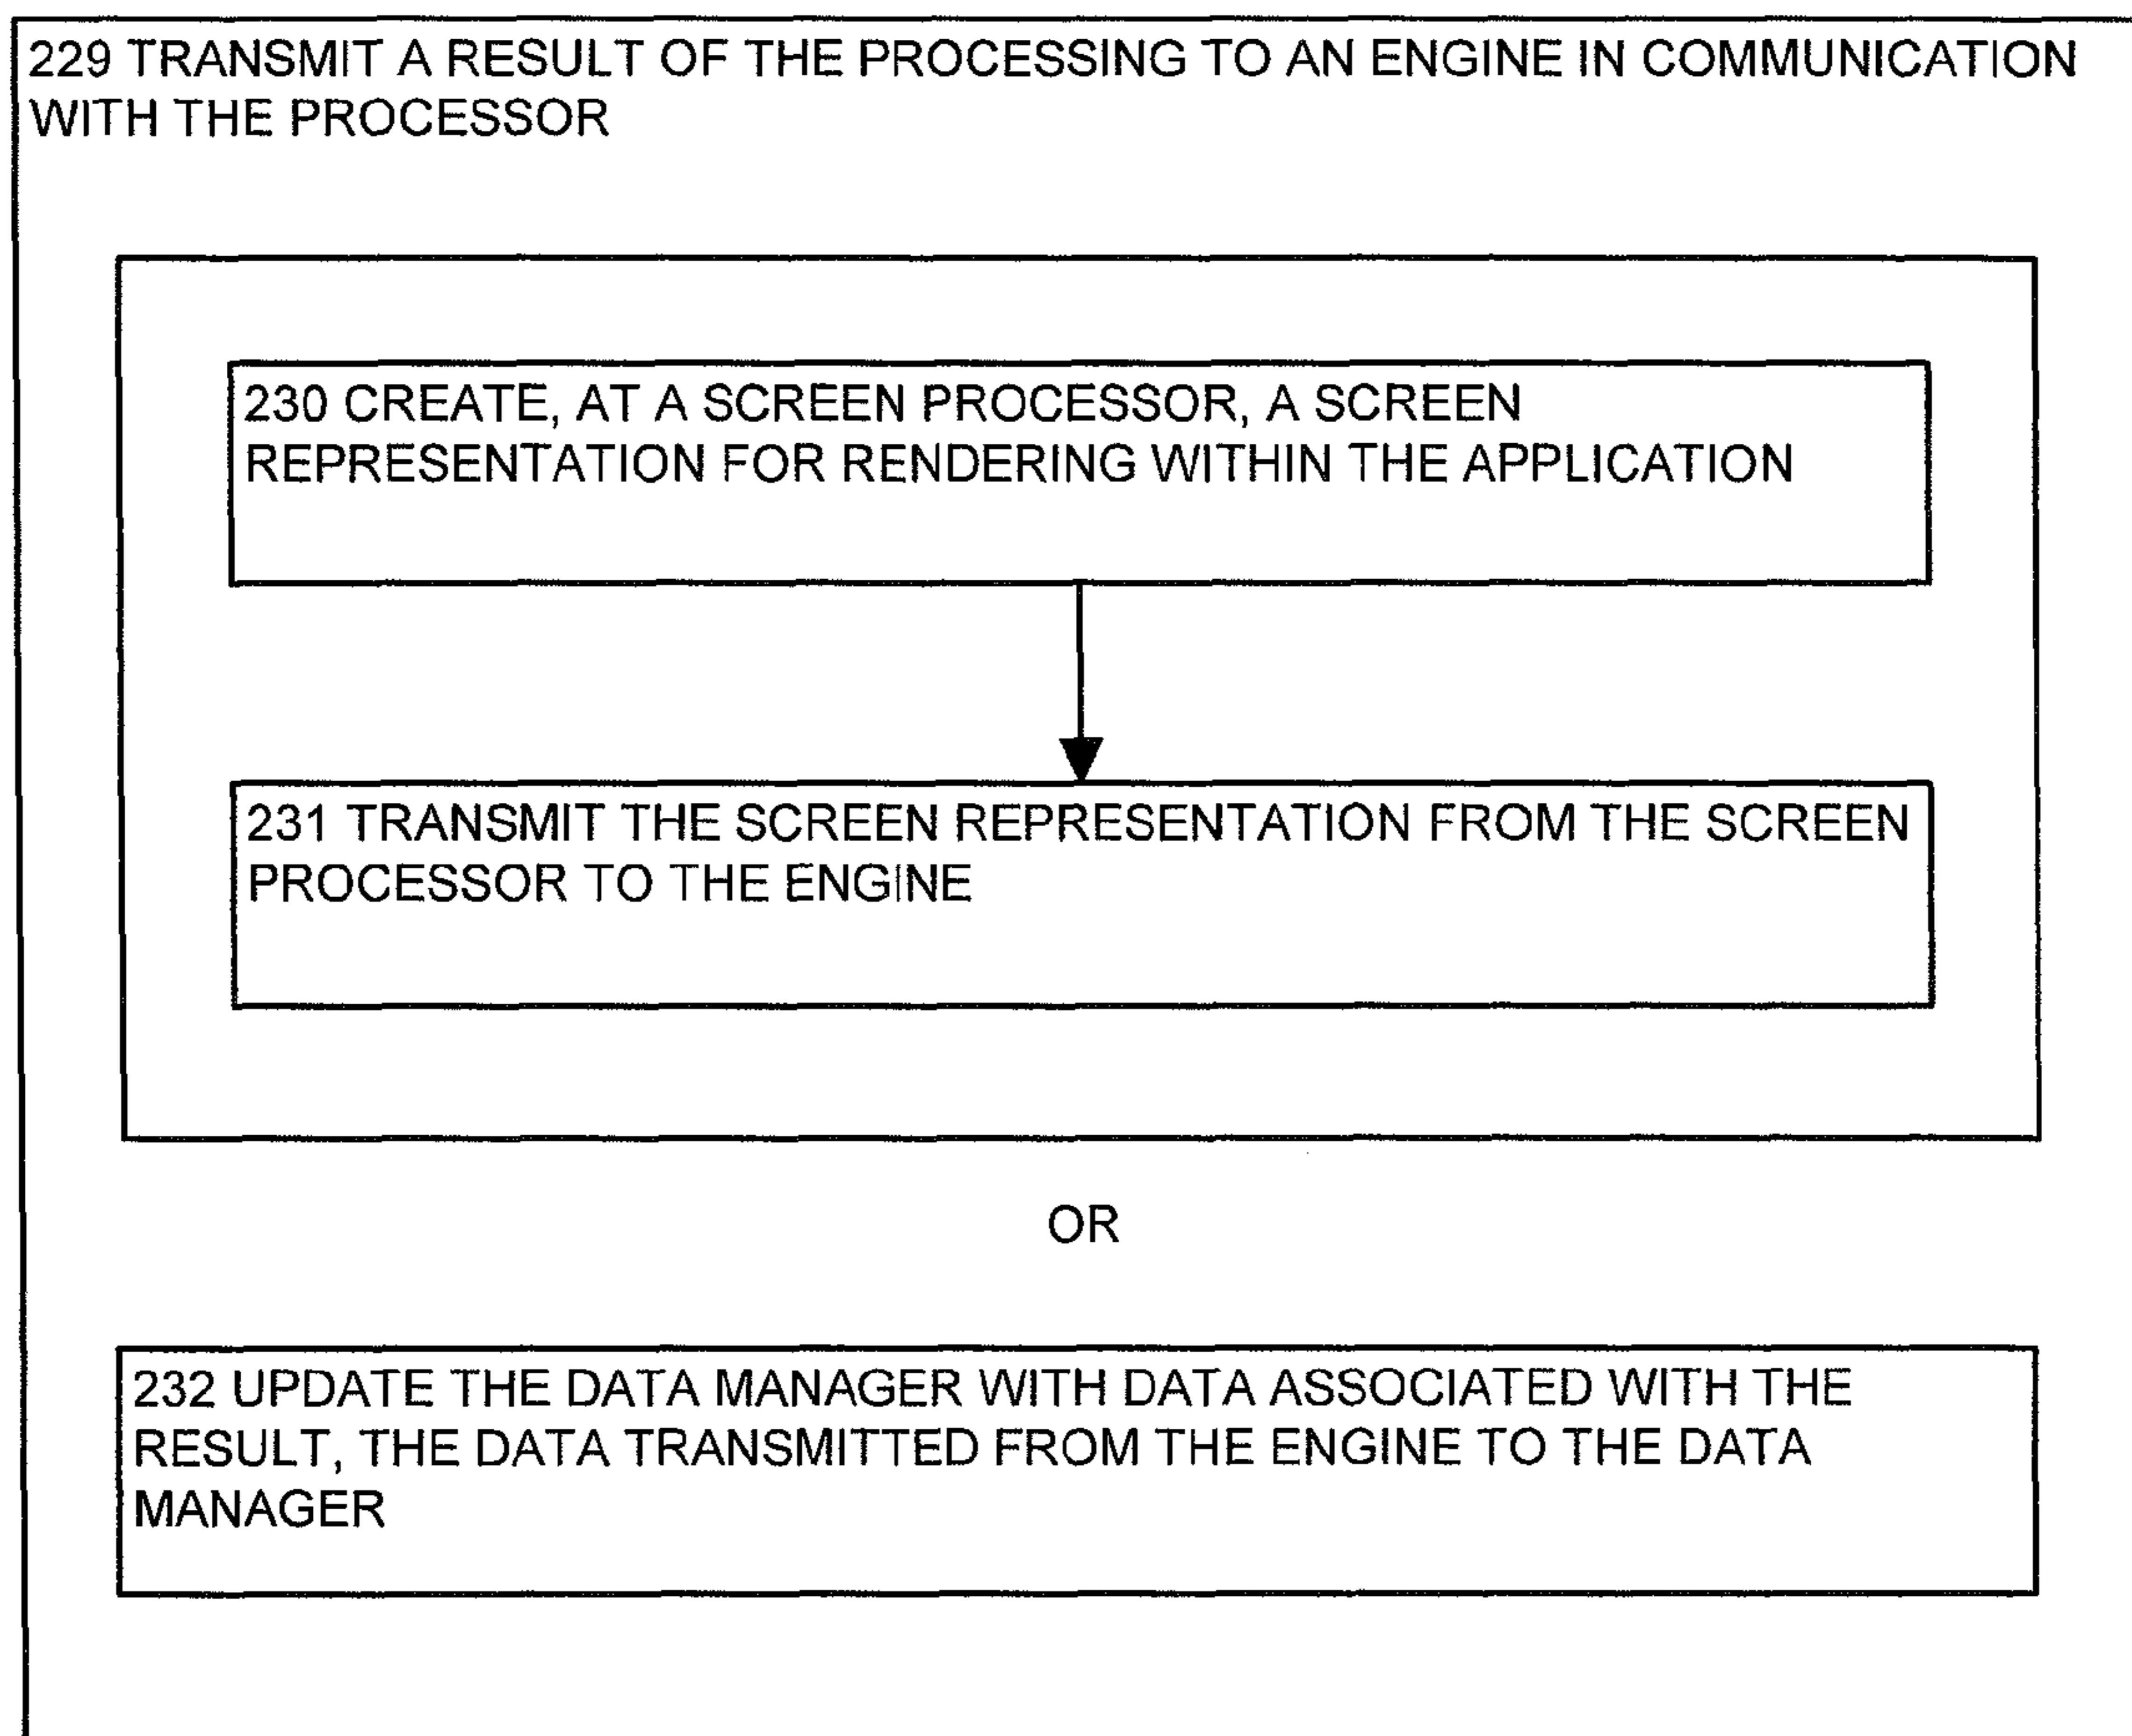 229 TRANSMIT A RESULT OF THE PROCESSING TO AN ENGINE IN COMMUNICATION
WITH THE PROCESSOR
230 CREATE, AT A SCREEN PROCESSOR, A SCREEN
REPRESENTATION FOR RENDERING WITHIN THE APPLICATION
231 TRANSMIT THE SCREEN REPRESENTATION FROM THE SCREEN
PROCESSOR TO THE ENGINE
OR
232 UPDATE THE DATA MANAGER WITH DATA ASSOCIATED WITH THE
RESULT, THE DATA TRANSMITTED FROM THE ENGINE TO THE DATA
MANAGER